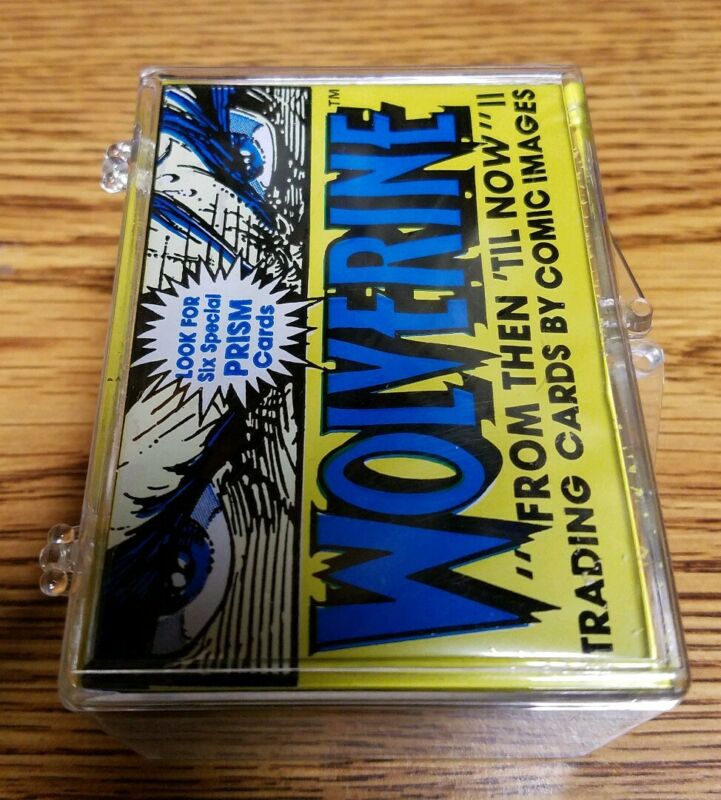 LOOK FOR
Six Special
PRISM
Cards
WOLVERINE™
"FROM THEN 'TIL NOW" II
TRADING CARDS BY COMIC IMAGES